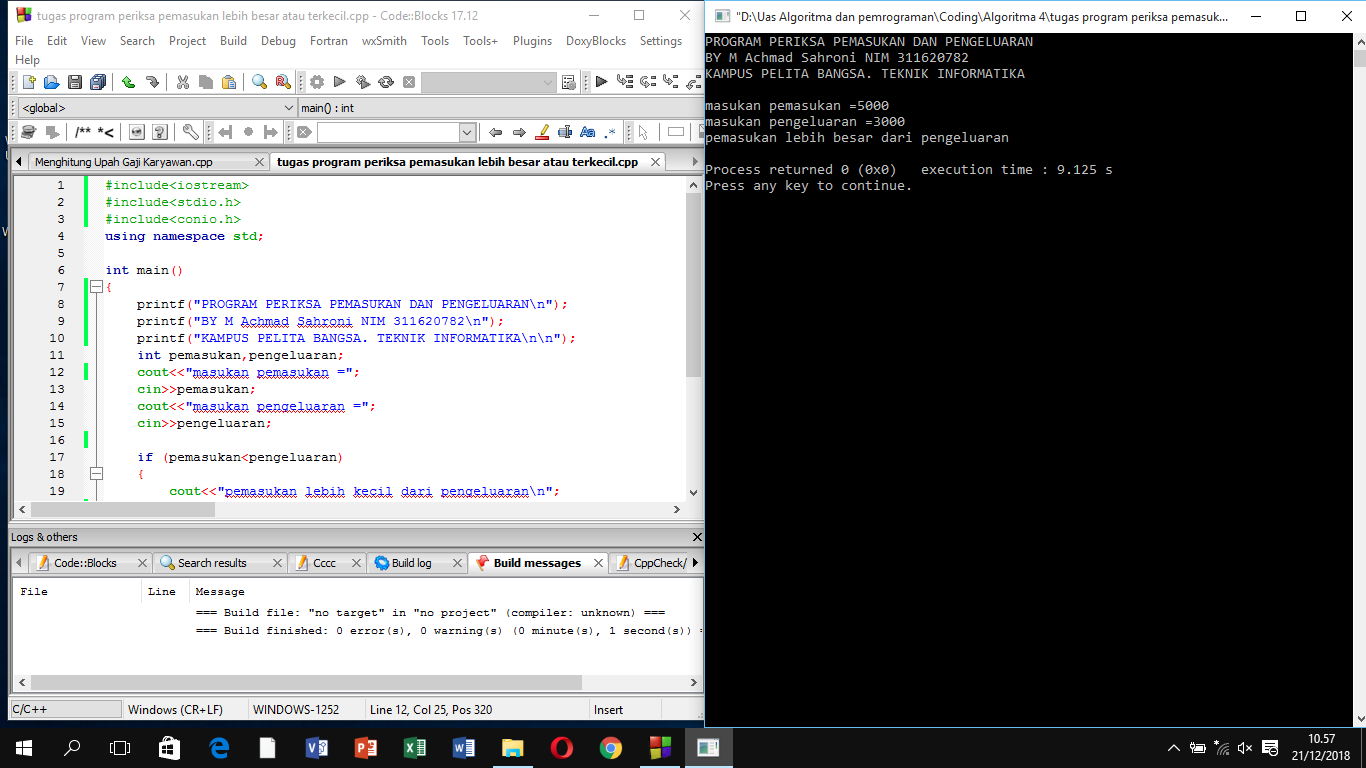 tugas program periksa pemasukan lebih besar atau terkecil.cpp - Code::Blocks 17.12
File Edit View Search Project Build Debug Fortran wxSmith Tools Tools+ Plugins DoxyBlocks Settings
Help
<global> main() : int
/** *<
Aa .*
Menghitung Upah Gaji Karyawan.cpp tugas program periksa pemasukan lebih besar atau terkecil.cpp
1 #include<iostream>
2 #include<stdio.h>
3 #include<conio.h>
4 using namespace std;
5
6 int main()
7 {
8 printf("PROGRAM PERIKSA PEMASUKAN DAN PENGELUARAN\n");
9 printf("BY M Achmad Sahroni NIM 311620782\n");
10 printf("KAMPUS PELITA BANGSA. TEKNIK INFORMATIKA\n\n");
11 int pemasukan,pengeluaran;
12 cout<<"masukan pemasukan =";
13 cin>>pemasukan;
14 cout<<"masukan pengeluaran =";
15 cin>>pengeluaran;
16
17 if (pemasukan<pengeluaran)
18 {
19 cout<<"pemasukan lebih kecil dari pengeluaran\n";
Logs & others
Code::Blocks Search results Cccc Build log Build messages CppCheck/
File Line Message
=== Build file: "no target" in "no project" (compiler: unknown) ===
=== Build finished: 0 error(s), 0 warning(s) (0 minute(s), 1 second(s)) =
C/C++ Windows (CR+LF) WINDOWS-1252 Line 12, Col 25, Pos 320 Insert
"D:\Uas Algoritma dan pemrograman\Coding\Algoritma 4\tugas program periksa pemasuk...
PROGRAM PERIKSA PEMASUKAN DAN PENGELUARAN
BY M Achmad Sahroni NIM 311620782
KAMPUS PELITA BANGSA. TEKNIK INFORMATIKA
masukan pemasukan =5000
masukan pengeluaran =3000
pemasukan lebih besar dari pengeluaran
Process returned 0 (0x0) execution time : 9.125 s
Press any key to continue.
10.57
21/12/2018